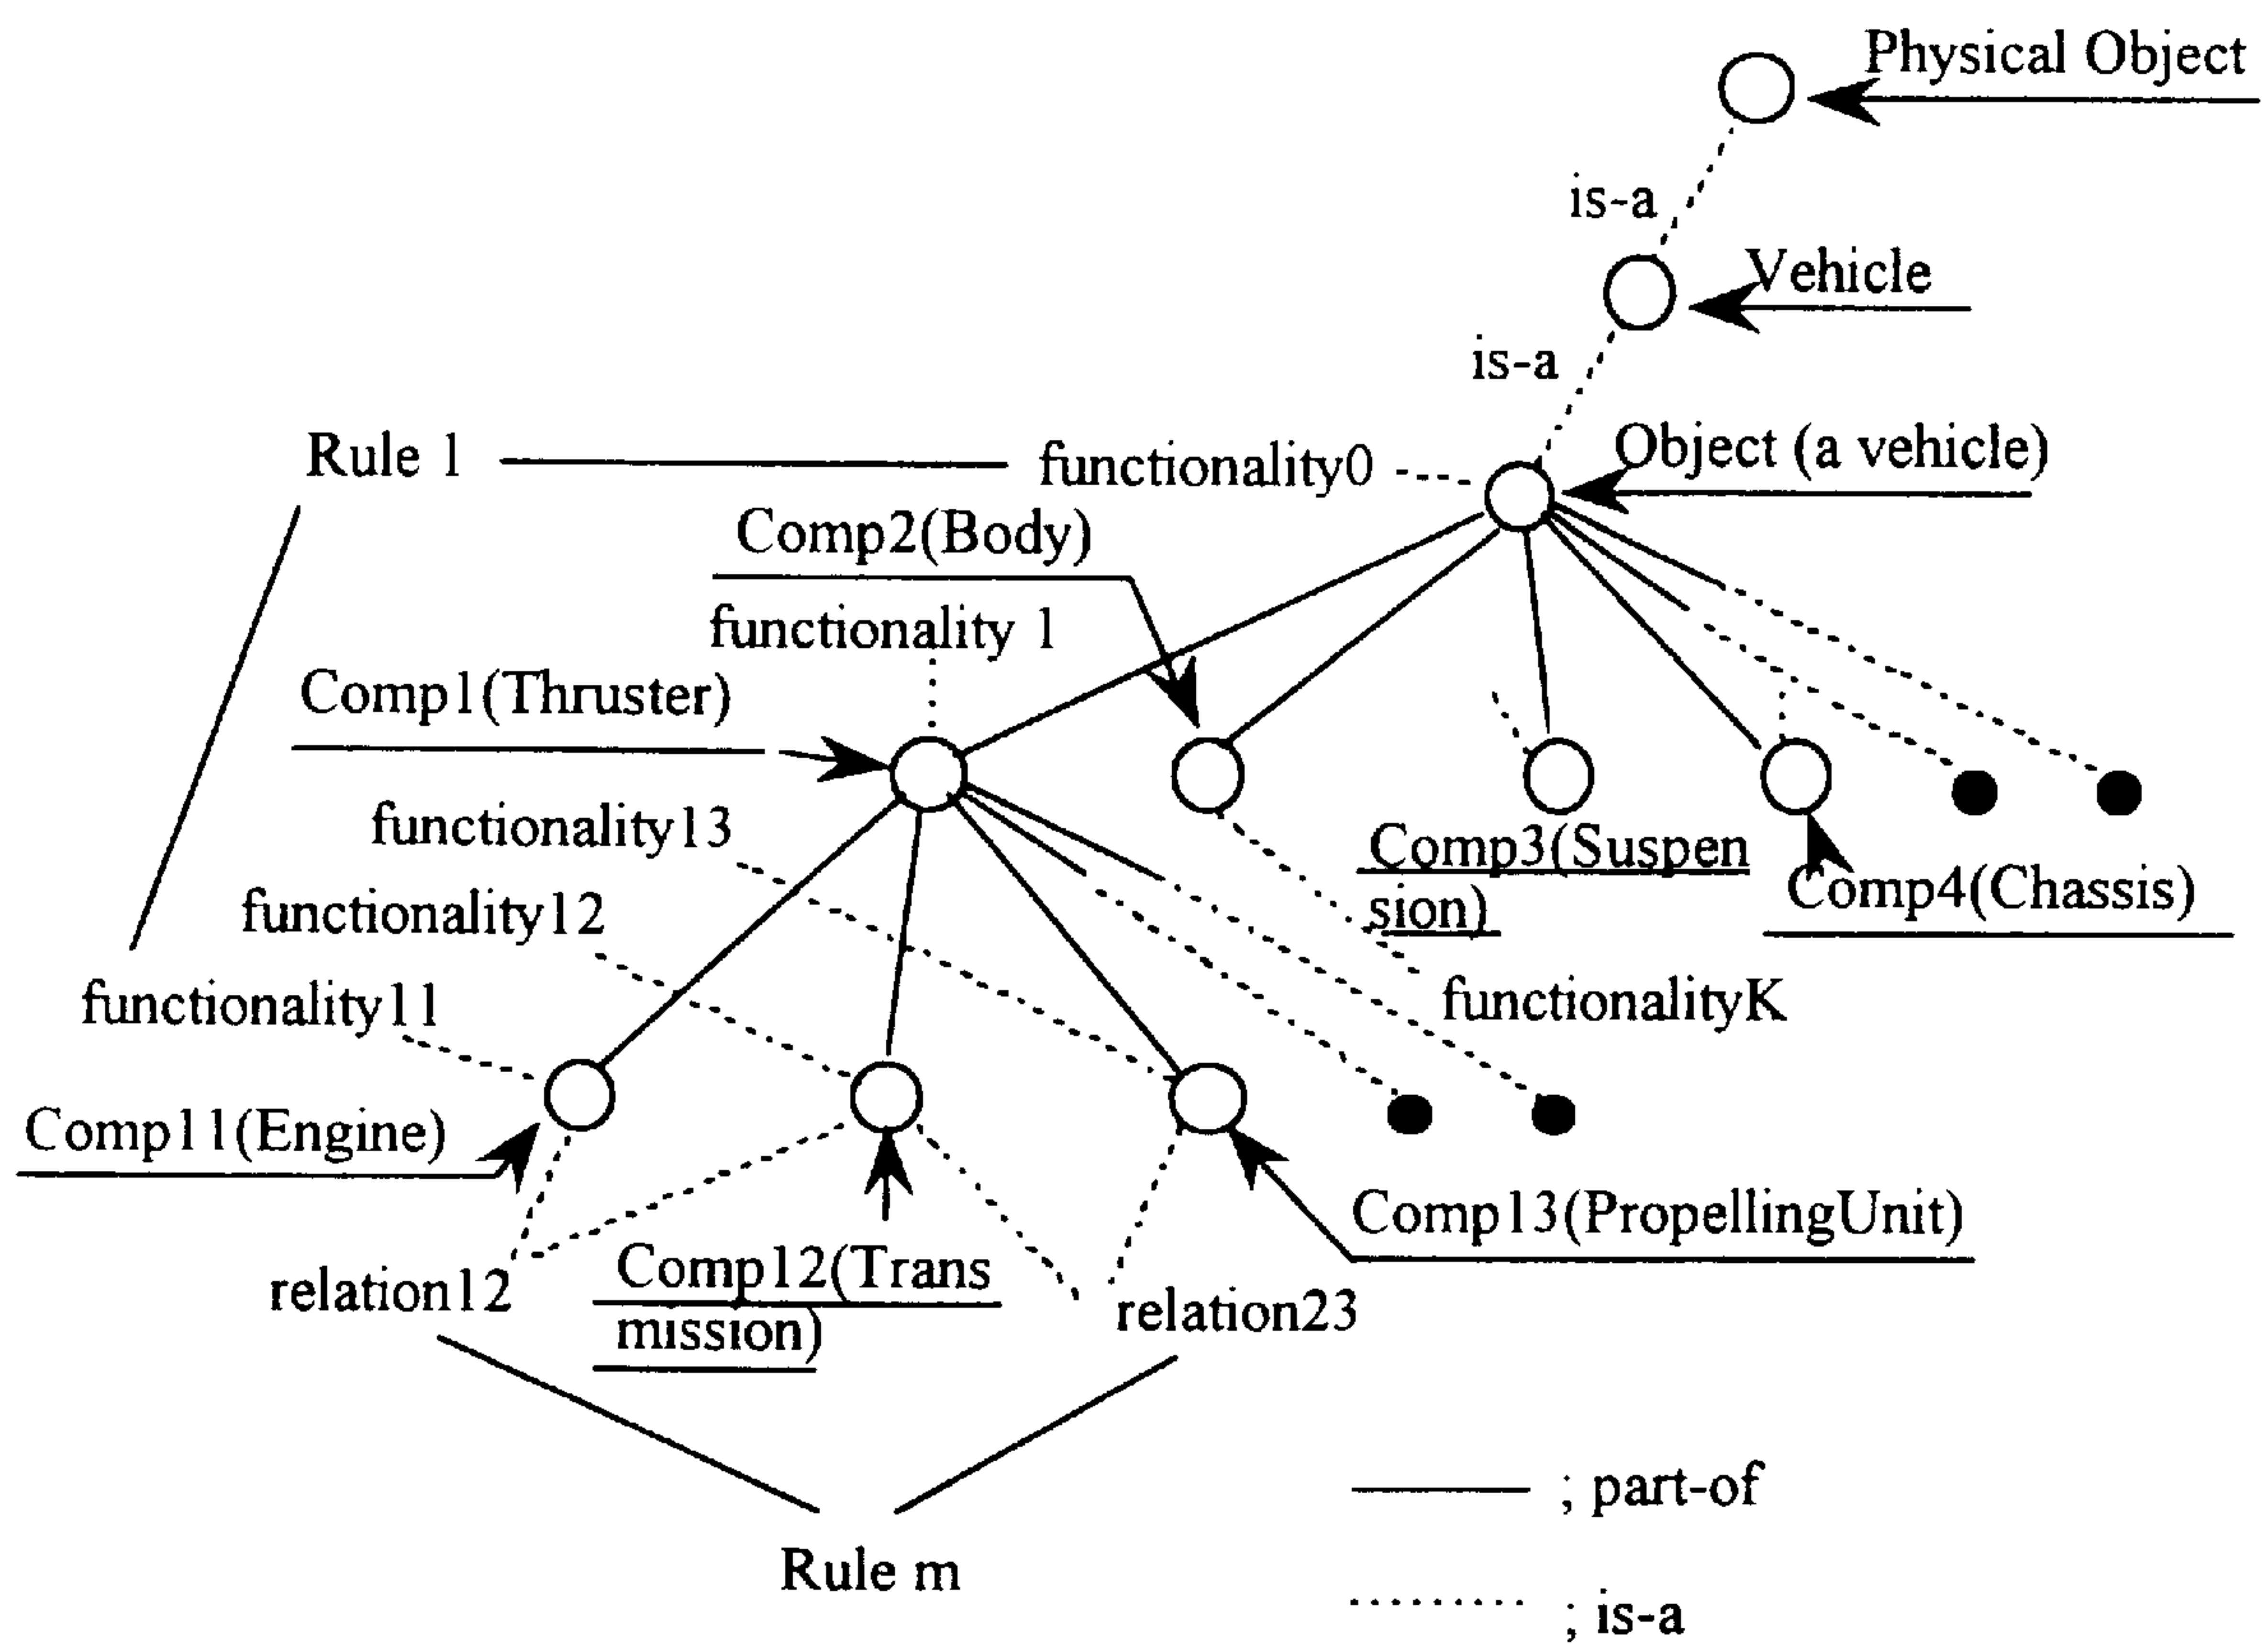 Physical Object
is-a
Vehicle
is-a
Object (a vehicle)
Rule 1
functionality0
Comp2(Body)
functionality 1
Comp1(Thruster)
functionality13
Comp3(Suspen
sion)
Comp4(Chassis)
functionality12
functionality11
functionalityK
Comp11(Engine)
Comp13(PropellingUnit)
Comp12(Trans
mission)
relation12
relation23
Rule m
; part-of
; is-a